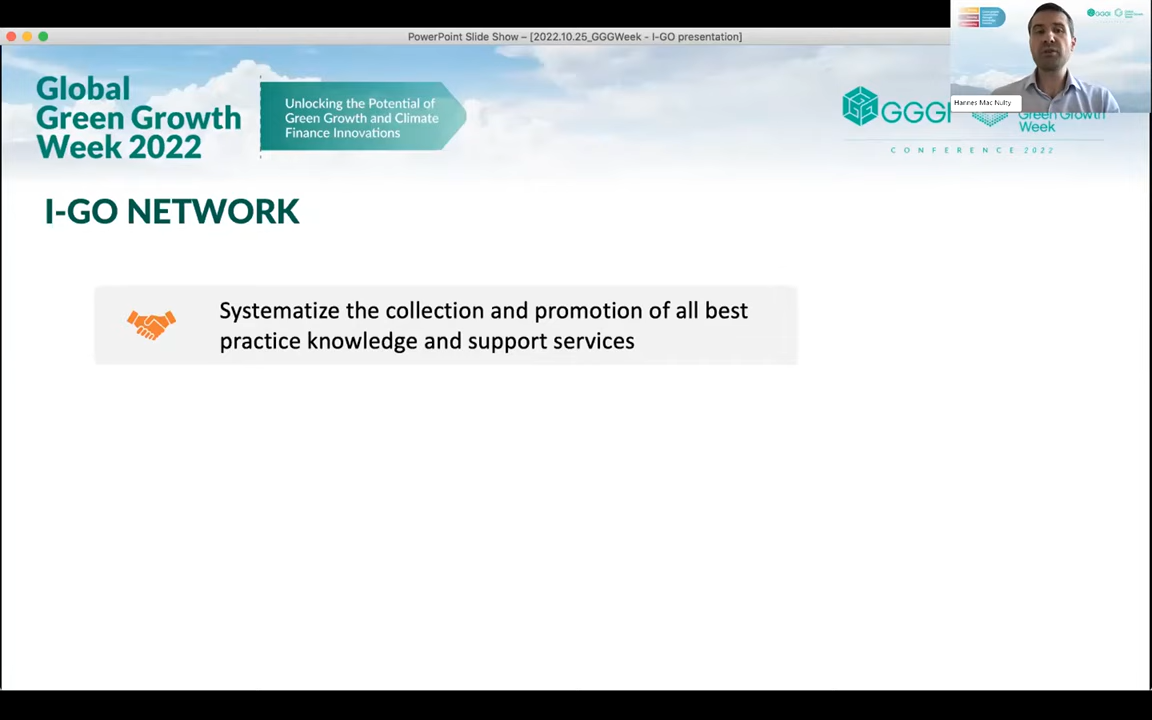 PowerPoint Slide Show – [2022.10.25_GGGWeek - I-GO presentation]
Global
Green Growth
Week 2022
Unlocking the Potential of
Green Growth and Climate
Finance Innovations
GGGI
Green Growth
Week
CONFERENCE 2022
Hannes Mac Nulty
GGGI
I-GO NETWORK
Systematize the collection and promotion of all best
practice knowledge and support services